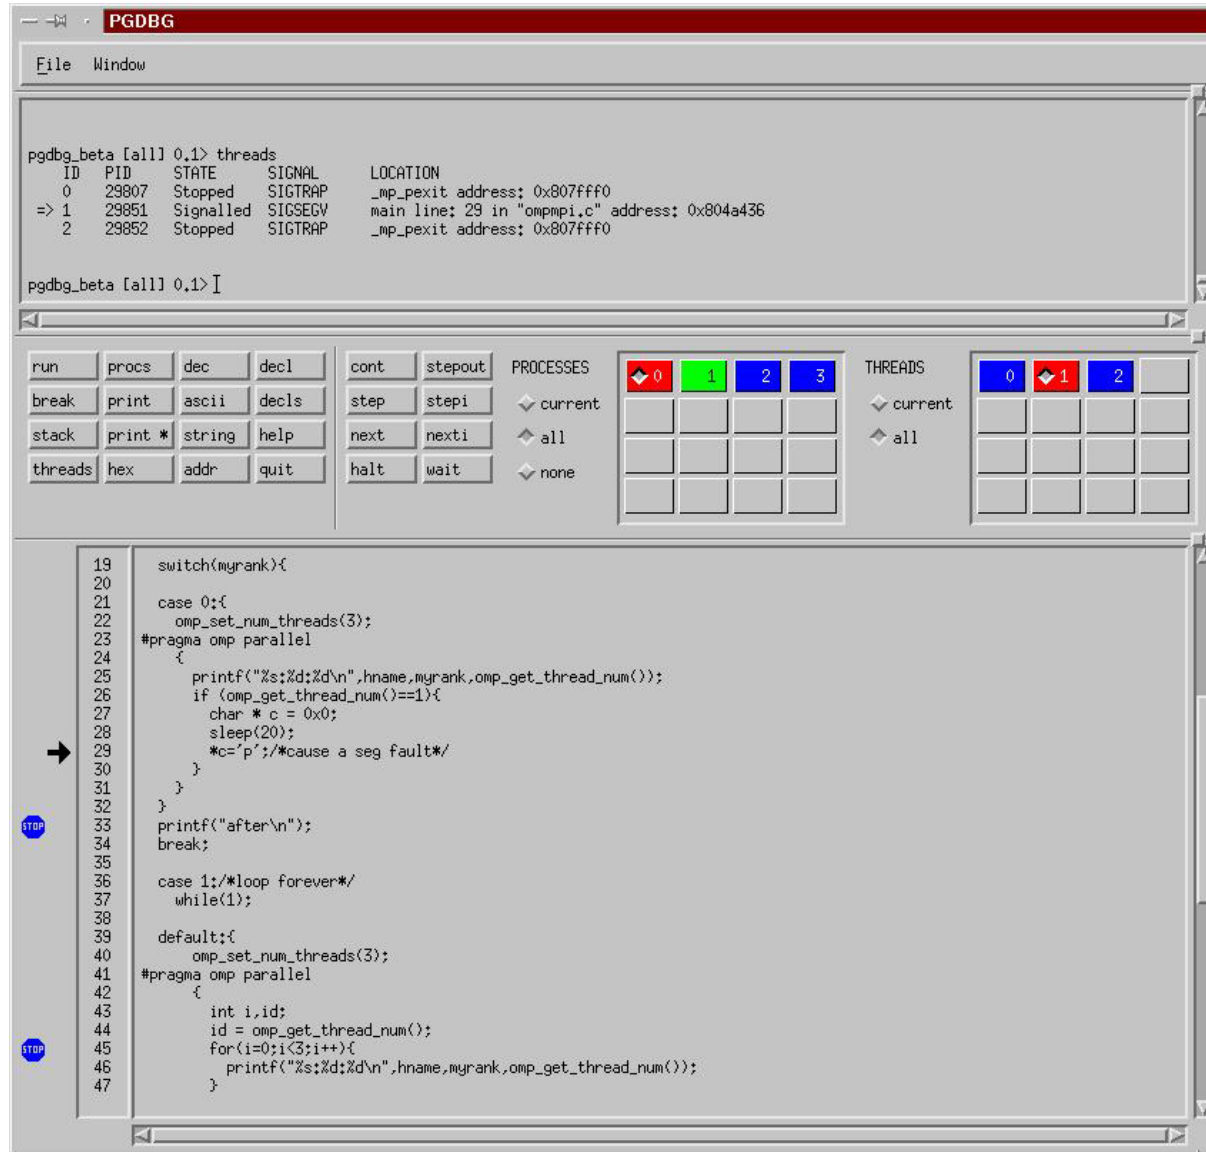 PGDBG
File Window
pgdbg_beta [all] 0.1> threads
ID PID STATE SIGNAL LOCATION
0 29807 Stopped SIGTRAP _mp_pexit address: 0x807fff0
=> 1 29851 Signalled SIGSEGV main line: 29 in "ompmpi.c" address: 0x804a436
2 29852 Stopped SIGTRAP _mp_pexit address: 0x807fff0
pgdbg_beta [all] 0.1>
run procs dec decl cont stepout PROCESSES 0 1 2 3 THREADS 0 1 2
break print ascii decls step stepi current current
stack print * string help next nexti all all
threads hex addr quit halt wait none
19 switch(myrank){
20
21 case 0:{
22 omp_set_num_threads(3);
23 #pragma omp parallel
24 {
25 printf("%s:%d:%d\n",hname,myrank,omp_get_thread_num());
26 if (omp_get_thread_num()==1){
27 char * c = 0x0;
28 sleep(20);
29 *c='p';/*cause a seg fault*/
30 }
31 }
32 }
STOP 33 printf("after\n");
34 break;
35
36 case 1:/*loop forever*/
37 while(1);
38
39 default:{
40 omp_set_num_threads(3);
41 #pragma omp parallel
42 {
43 int i,id;
44 id = omp_get_thread_num();
STOP 45 for(i=0;i<3;i++){
46 printf("%s:%d:%d\n",hname,myrank,omp_get_thread_num());
47 }